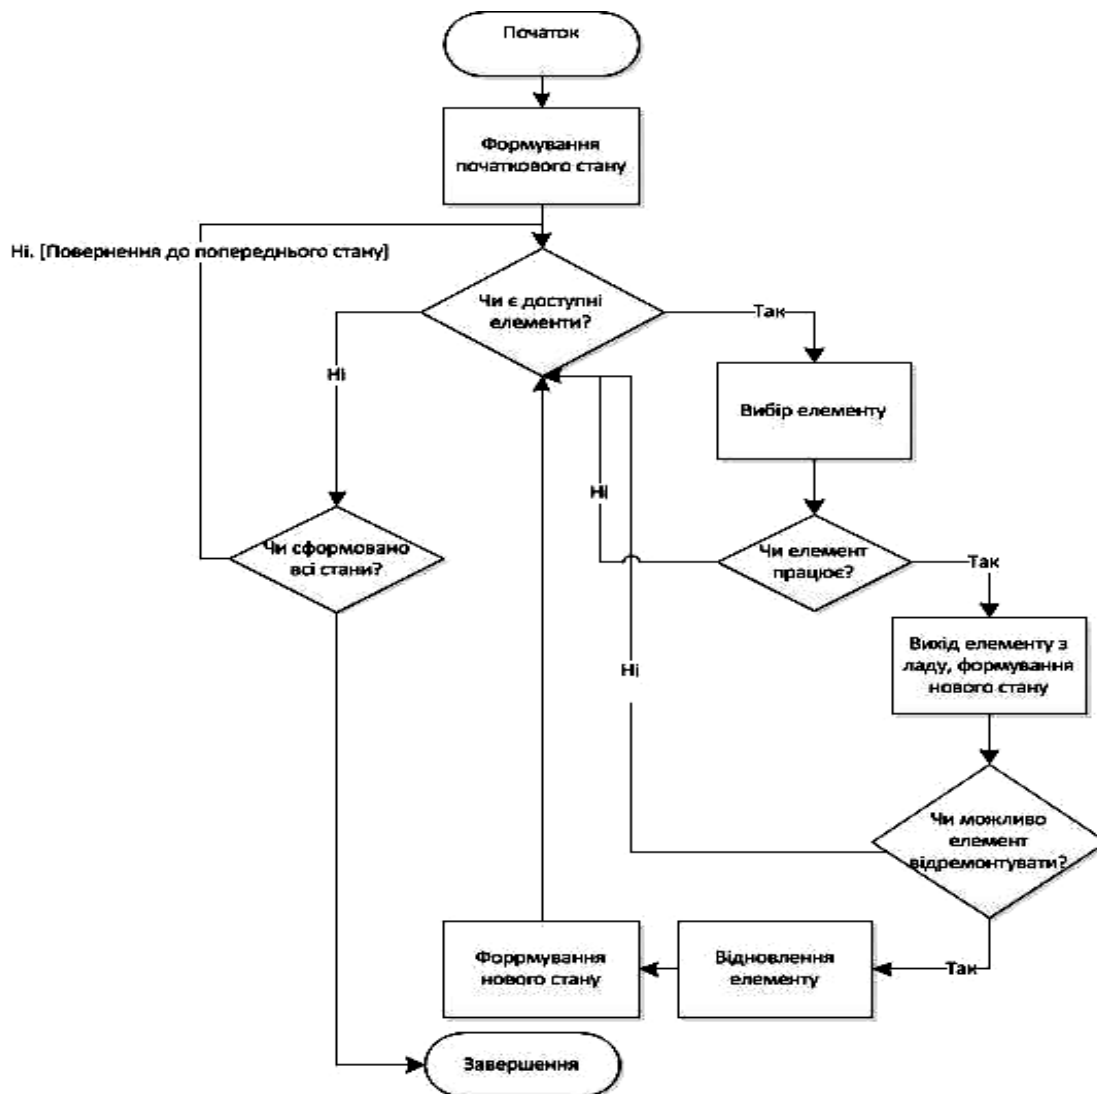 Початок
Формування
початкового стану
Ні. [Повернення до попереднього стану]
Чи є доступні
елементи?
Так
Ні
Вибір елементу
Ні
Чи сформовано
всі стани?
Чи елемент
працює?
Так
Вихід елементу з
ладу, формування
нового стану
Ні
Чи можливо
елемент
відремонтувати?
Форрмування
нового стану
Відновлення
елементу
Так
Завершення